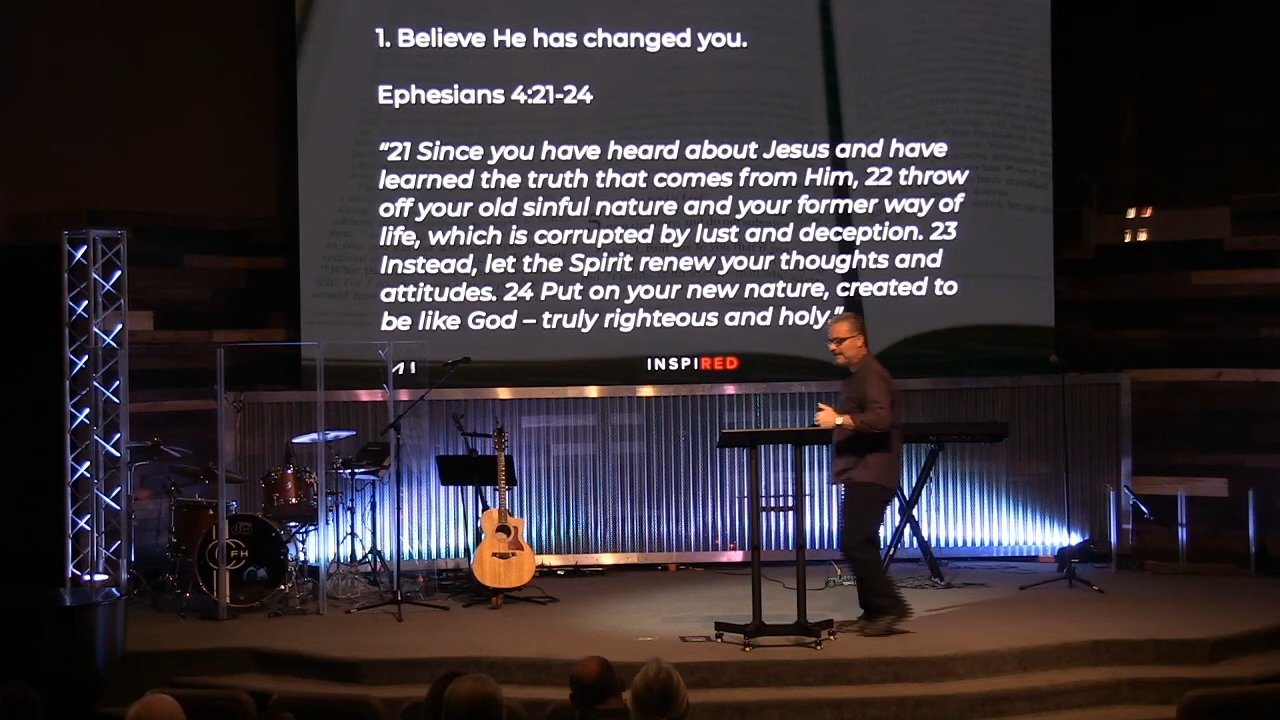 1. Believe He has changed you.
Ephesians 4:21-24
“21 Since you have heard about Jesus and have
learned the truth that comes from Him, 22 throw
off your old sinful nature and your former way of
life, which is corrupted by lust and deception. 23
Instead, let the Spirit renew your thoughts and
attitudes. 24 Put on your new nature, created to
be like God – truly righteous and holy.”
INSPIRED
FH